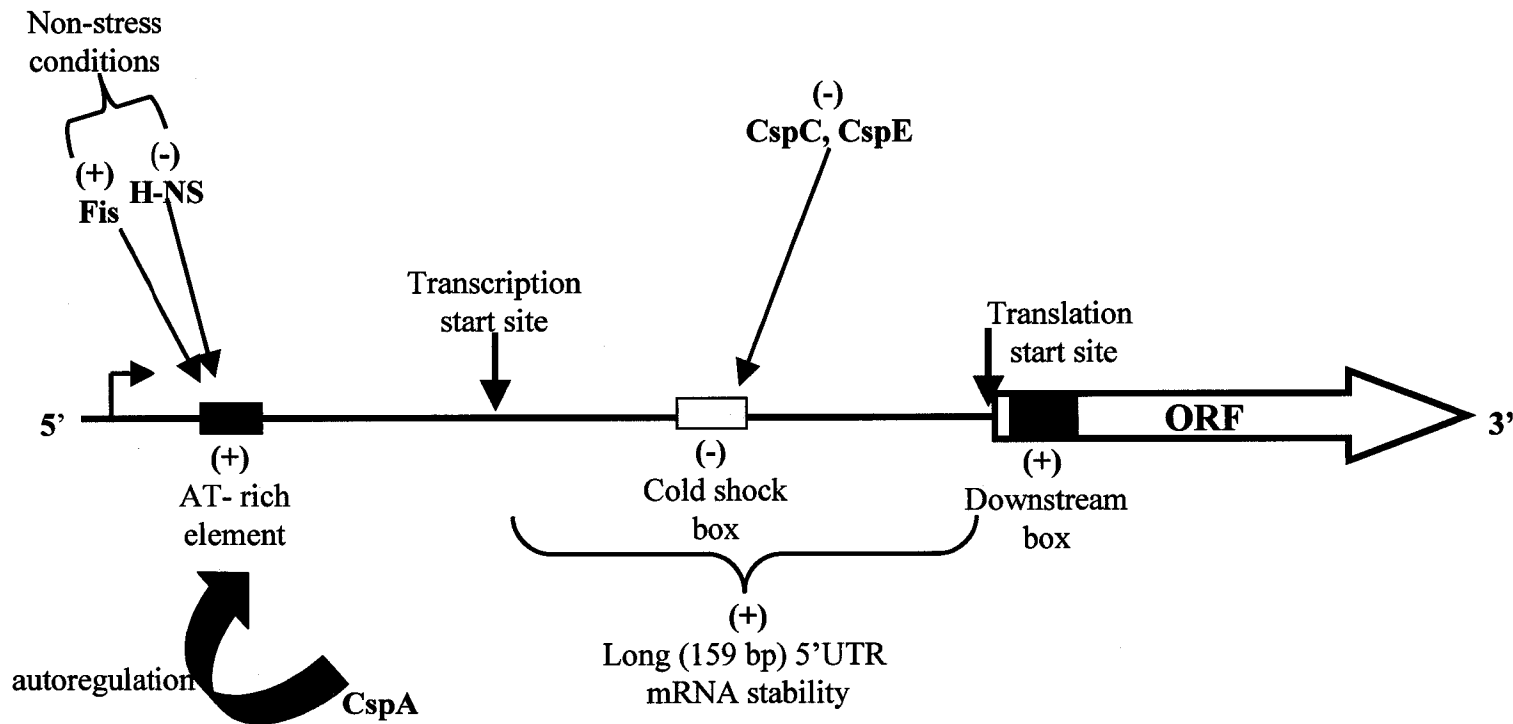 Non-stress
conditions
(+)
Fis
(-)
H-NS
(-)
CspC, CspE
Transcription
start site
Translation
start site
5’
ORF
3’
(+)
AT- rich
element
(-)
Cold shock
box
(+)
Downstream
box
(+)
Long (159 bp) 5’UTR
mRNA stability
autoregulation
CspA